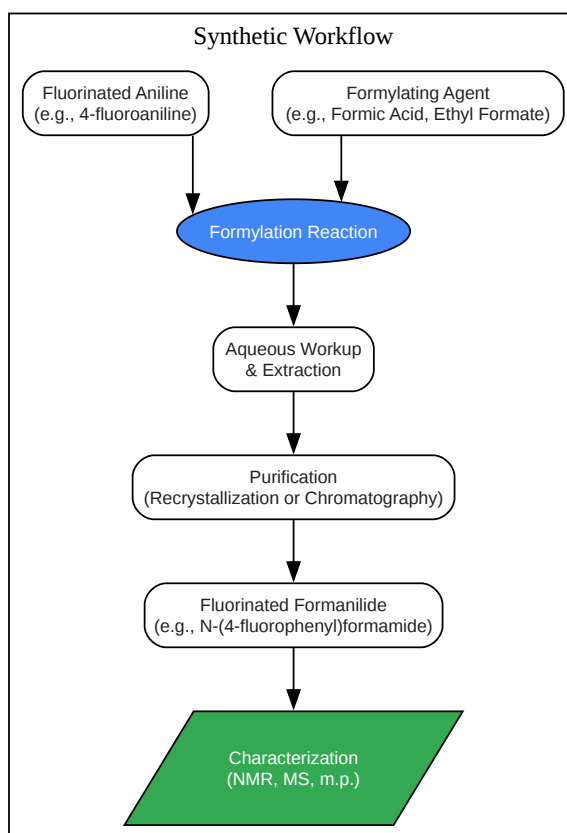 Synthetic Workflow
Fluorinated Aniline
(e.g., 4-fluoroaniline)
Formylating Agent
(e.g., Formic Acid, Ethyl Formate)
Formylation Reaction
Aqueous Workup
& Extraction
Purification
(Recrystallization or Chromatography)
Fluorinated Formanilide
(e.g., N-(4-fluorophenyl)formamide)
Characterization
(NMR, MS, m.p.)